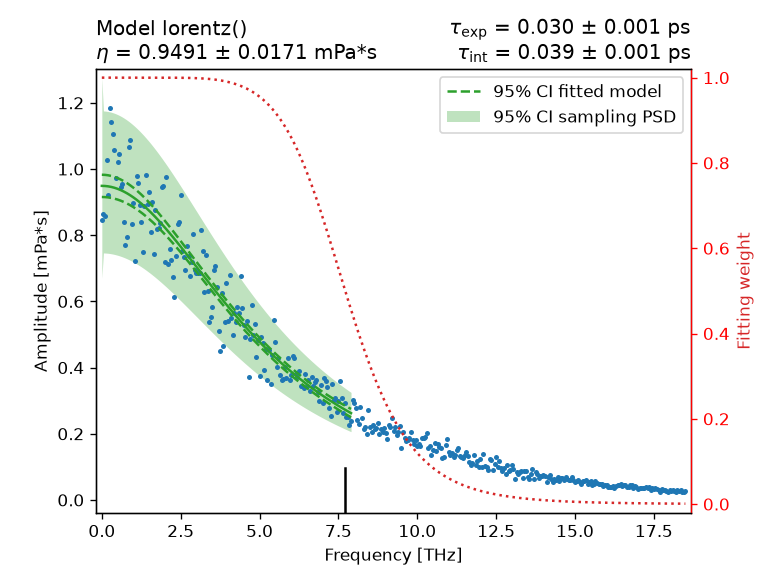 Model lorentz()
η = 0.9491 ± 0.0171 mPa*s
τexp = 0.030 ± 0.001 ps
τint = 0.039 ± 0.001 ps
95% CI fitted model
95% CI sampling PSD
Amplitude [mPa*s]
1.2
1.0
0.8
0.6
0.4
0.2
0.0
1.0
0.8
0.6
0.4
0.2
0.0
Fitting weight
0.0 2.5 5.0 7.5 10.0 12.5 15.0 17.5
Frequency [THz]